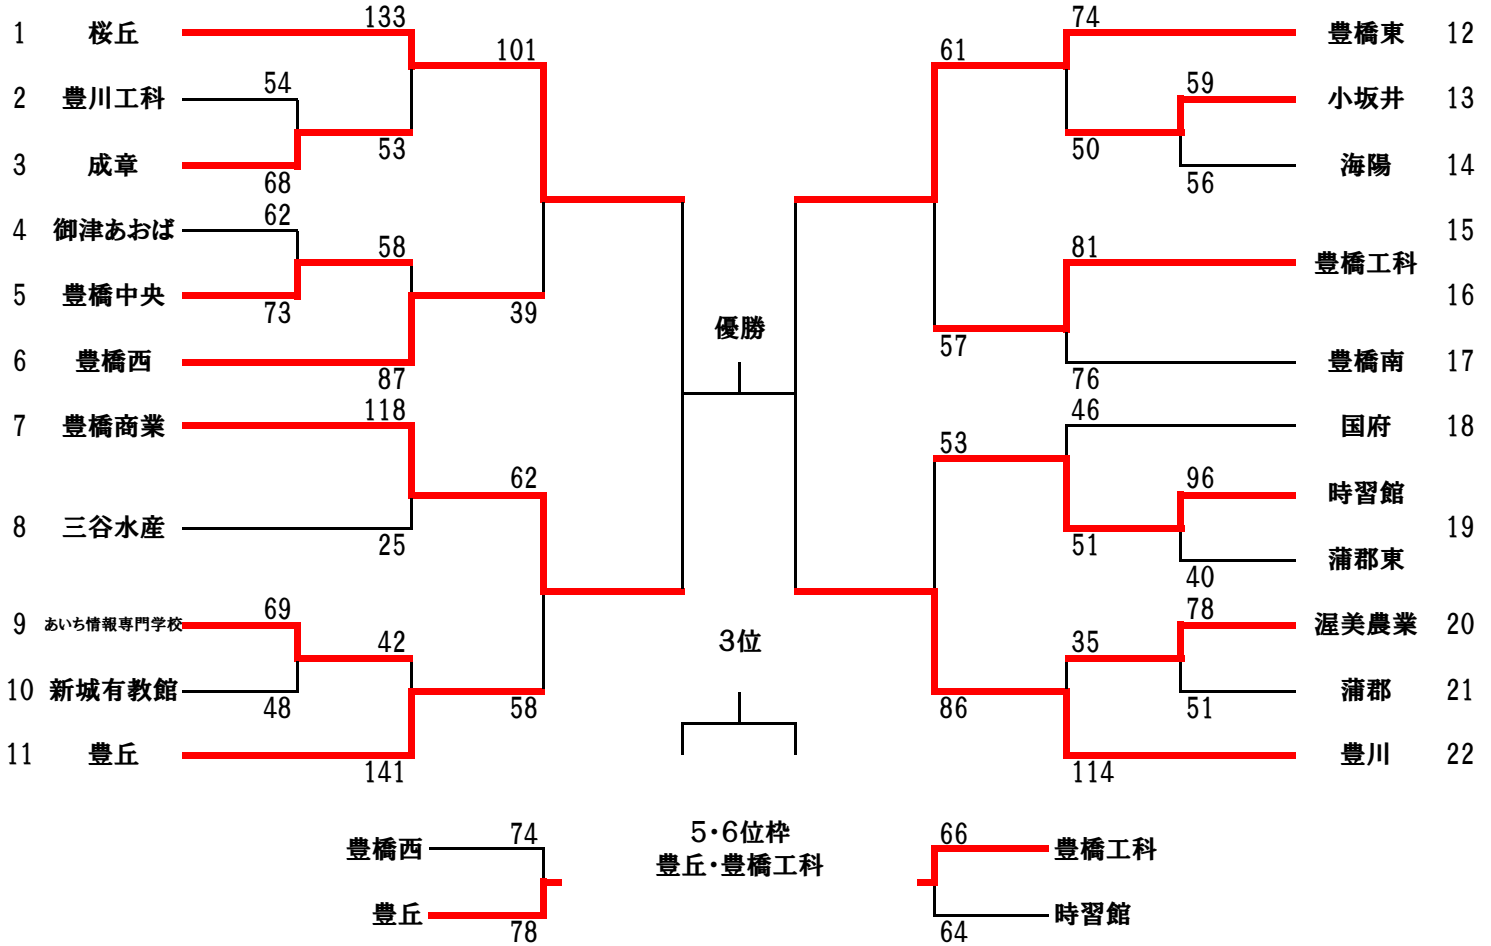 133
1 桜丘
101
54
2 豊川工科
53
3 成章
68
62
4 御津あおば
58
5 豊橋中央
73
39
6 豊橋西
87
118
7 豊橋商業
62
8 三谷水産
25
69
9 あいち情報専門学校
42
10 新城有教館
48
58
11 豊丘
141
優勝
3位
74
豊橋東 12
61
59
小坂井 13
50
海陽 14
56
15
81
豊橋工科
16
57
豊橋南 17
76
46
国府 18
53
96
時習館
51
19
蒲郡東
40
78
渥美農業 20
35
蒲郡 21
51
86
豊川 22
114
5・6位枠
豊丘・豊橋工科
74
豊橋西
豊丘
78
66
豊橋工科
時習館
64